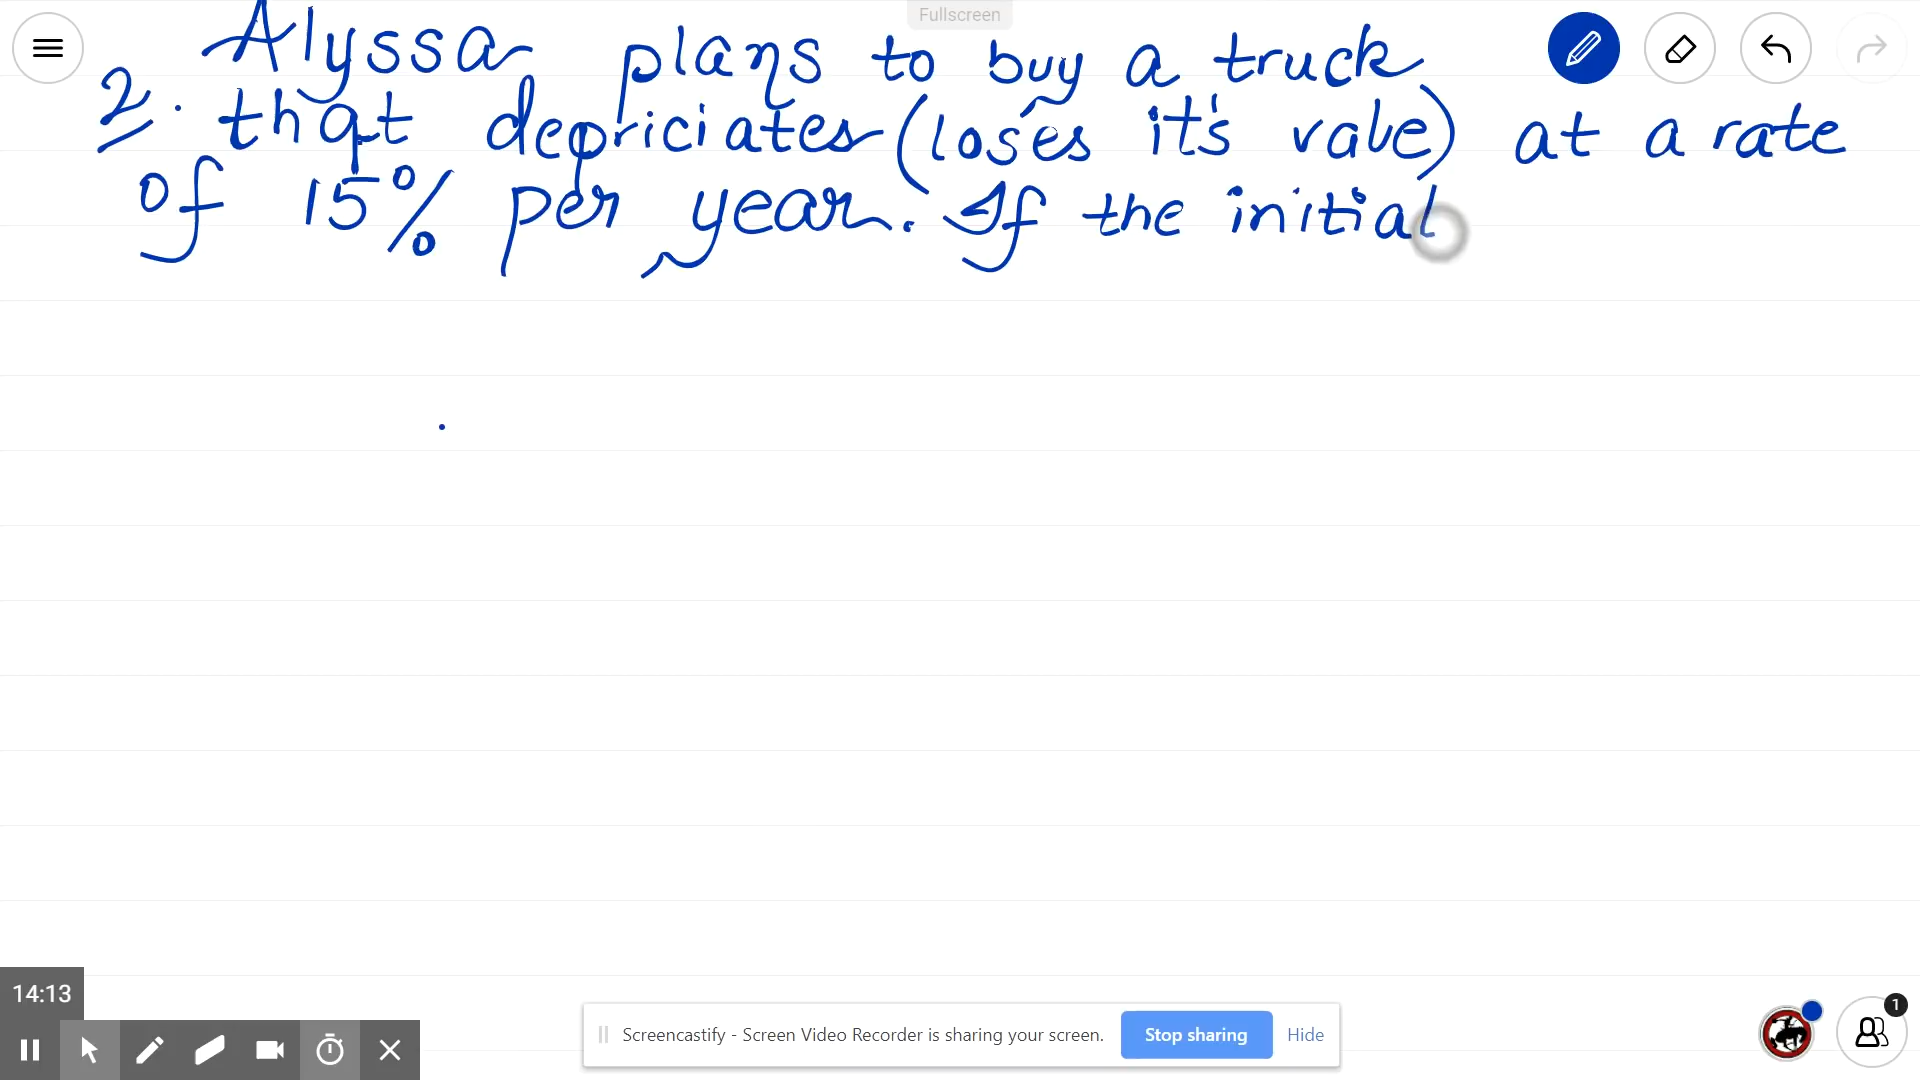 Fullscreen
Alyssa plans to buy a truck
2. that depriciates (loses it's valve) at a rate
of 15% per year. If the initial
14:13
Screencastify - Screen Video Recorder is sharing your screen.
Stop sharing
Hide
1